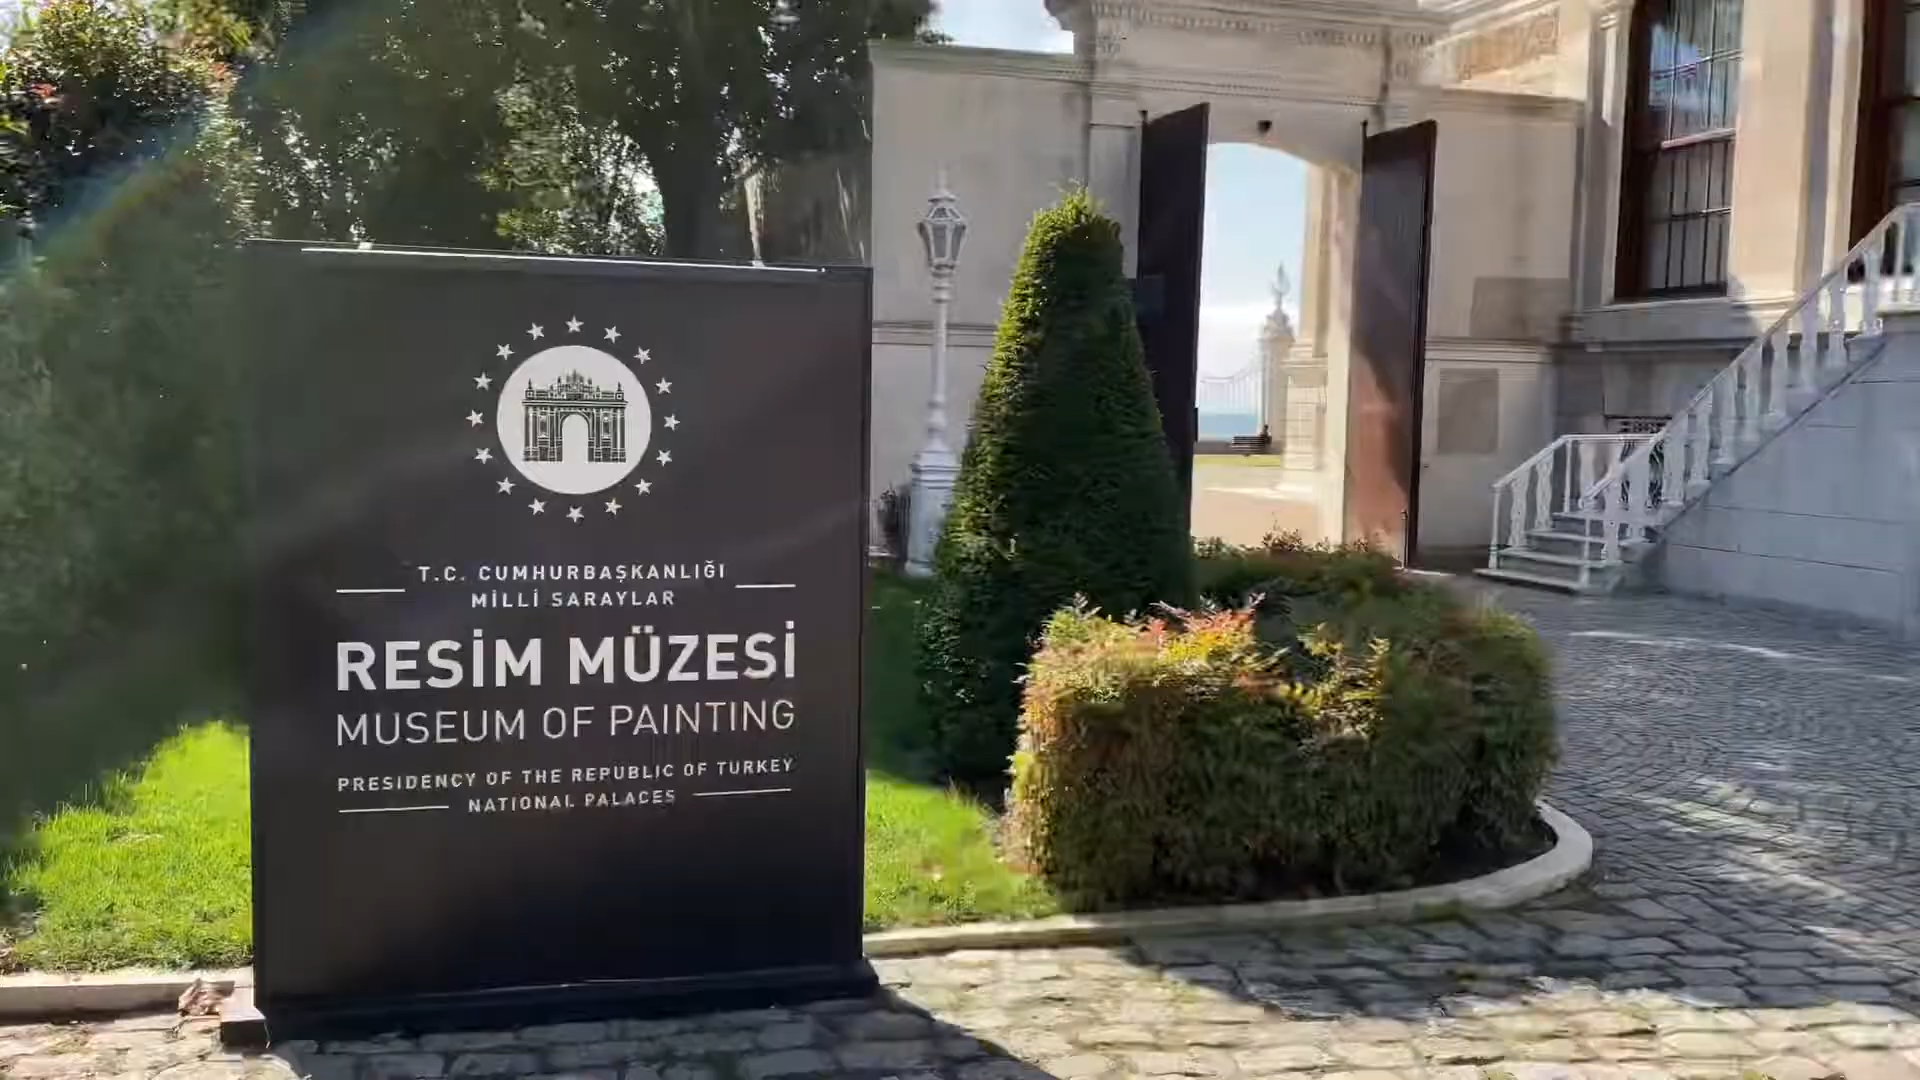 T.C. CUMHURBAŞKANLIĞI
MİLLİ SARAYLAR
RESİM MÜZESİ
MUSEUM OF PAINTING
PRESIDENCY OF THE REPUBLIC OF TURKEY
NATIONAL PALACES